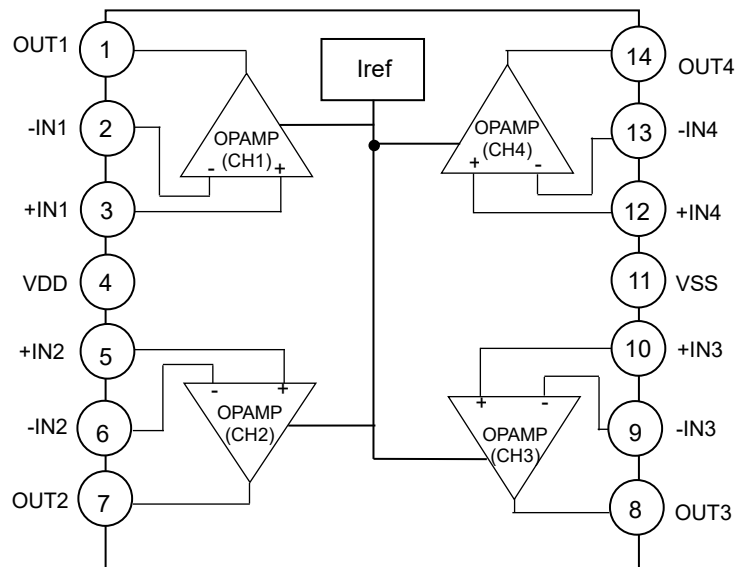 OUT1
1
-IN1
2
+IN1
3
VDD
4
+IN2
5
-IN2
6
OUT2
7
Iref
OPAMP
(CH1)
-
+
OPAMP
(CH4)
+
-
-
+
OPAMP
(CH2)
+
-
OPAMP
(CH3)
14
OUT4
13
-IN4
12
+IN4
11
VSS
10
+IN3
9
-IN3
8
OUT3